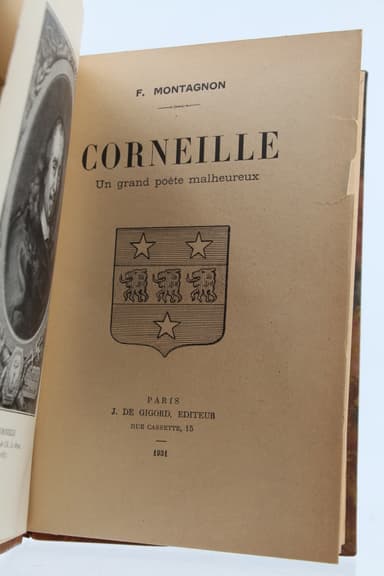 F. MONTAGNON
CORNEILLE
Un grand poète malheureux
PARIS
J. DE GIGORD, EDITEUR
RUE CASSETTE, 15
1931